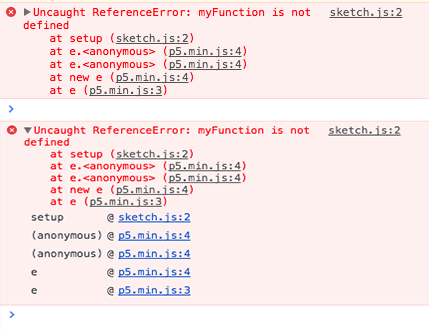 ▶Uncaught ReferenceError: myFunction is not sketch.js:2
defined
at setup (sketch.js:2)
at e.<anonymous> (p5.min.js:4)
at e.<anonymous> (p5.min.js:4)
at new e (p5.min.js:4)
at e (p5.min.js:3)
>
▼Uncaught ReferenceError: myFunction is not sketch.js:2
defined
at setup (sketch.js:2)
at e.<anonymous> (p5.min.js:4)
at e.<anonymous> (p5.min.js:4)
at new e (p5.min.js:4)
at e (p5.min.js:3)
setup @ sketch.js:2
(anonymous) @ p5.min.js:4
(anonymous) @ p5.min.js:4
e @ p5.min.js:4
e @ p5.min.js:3
>